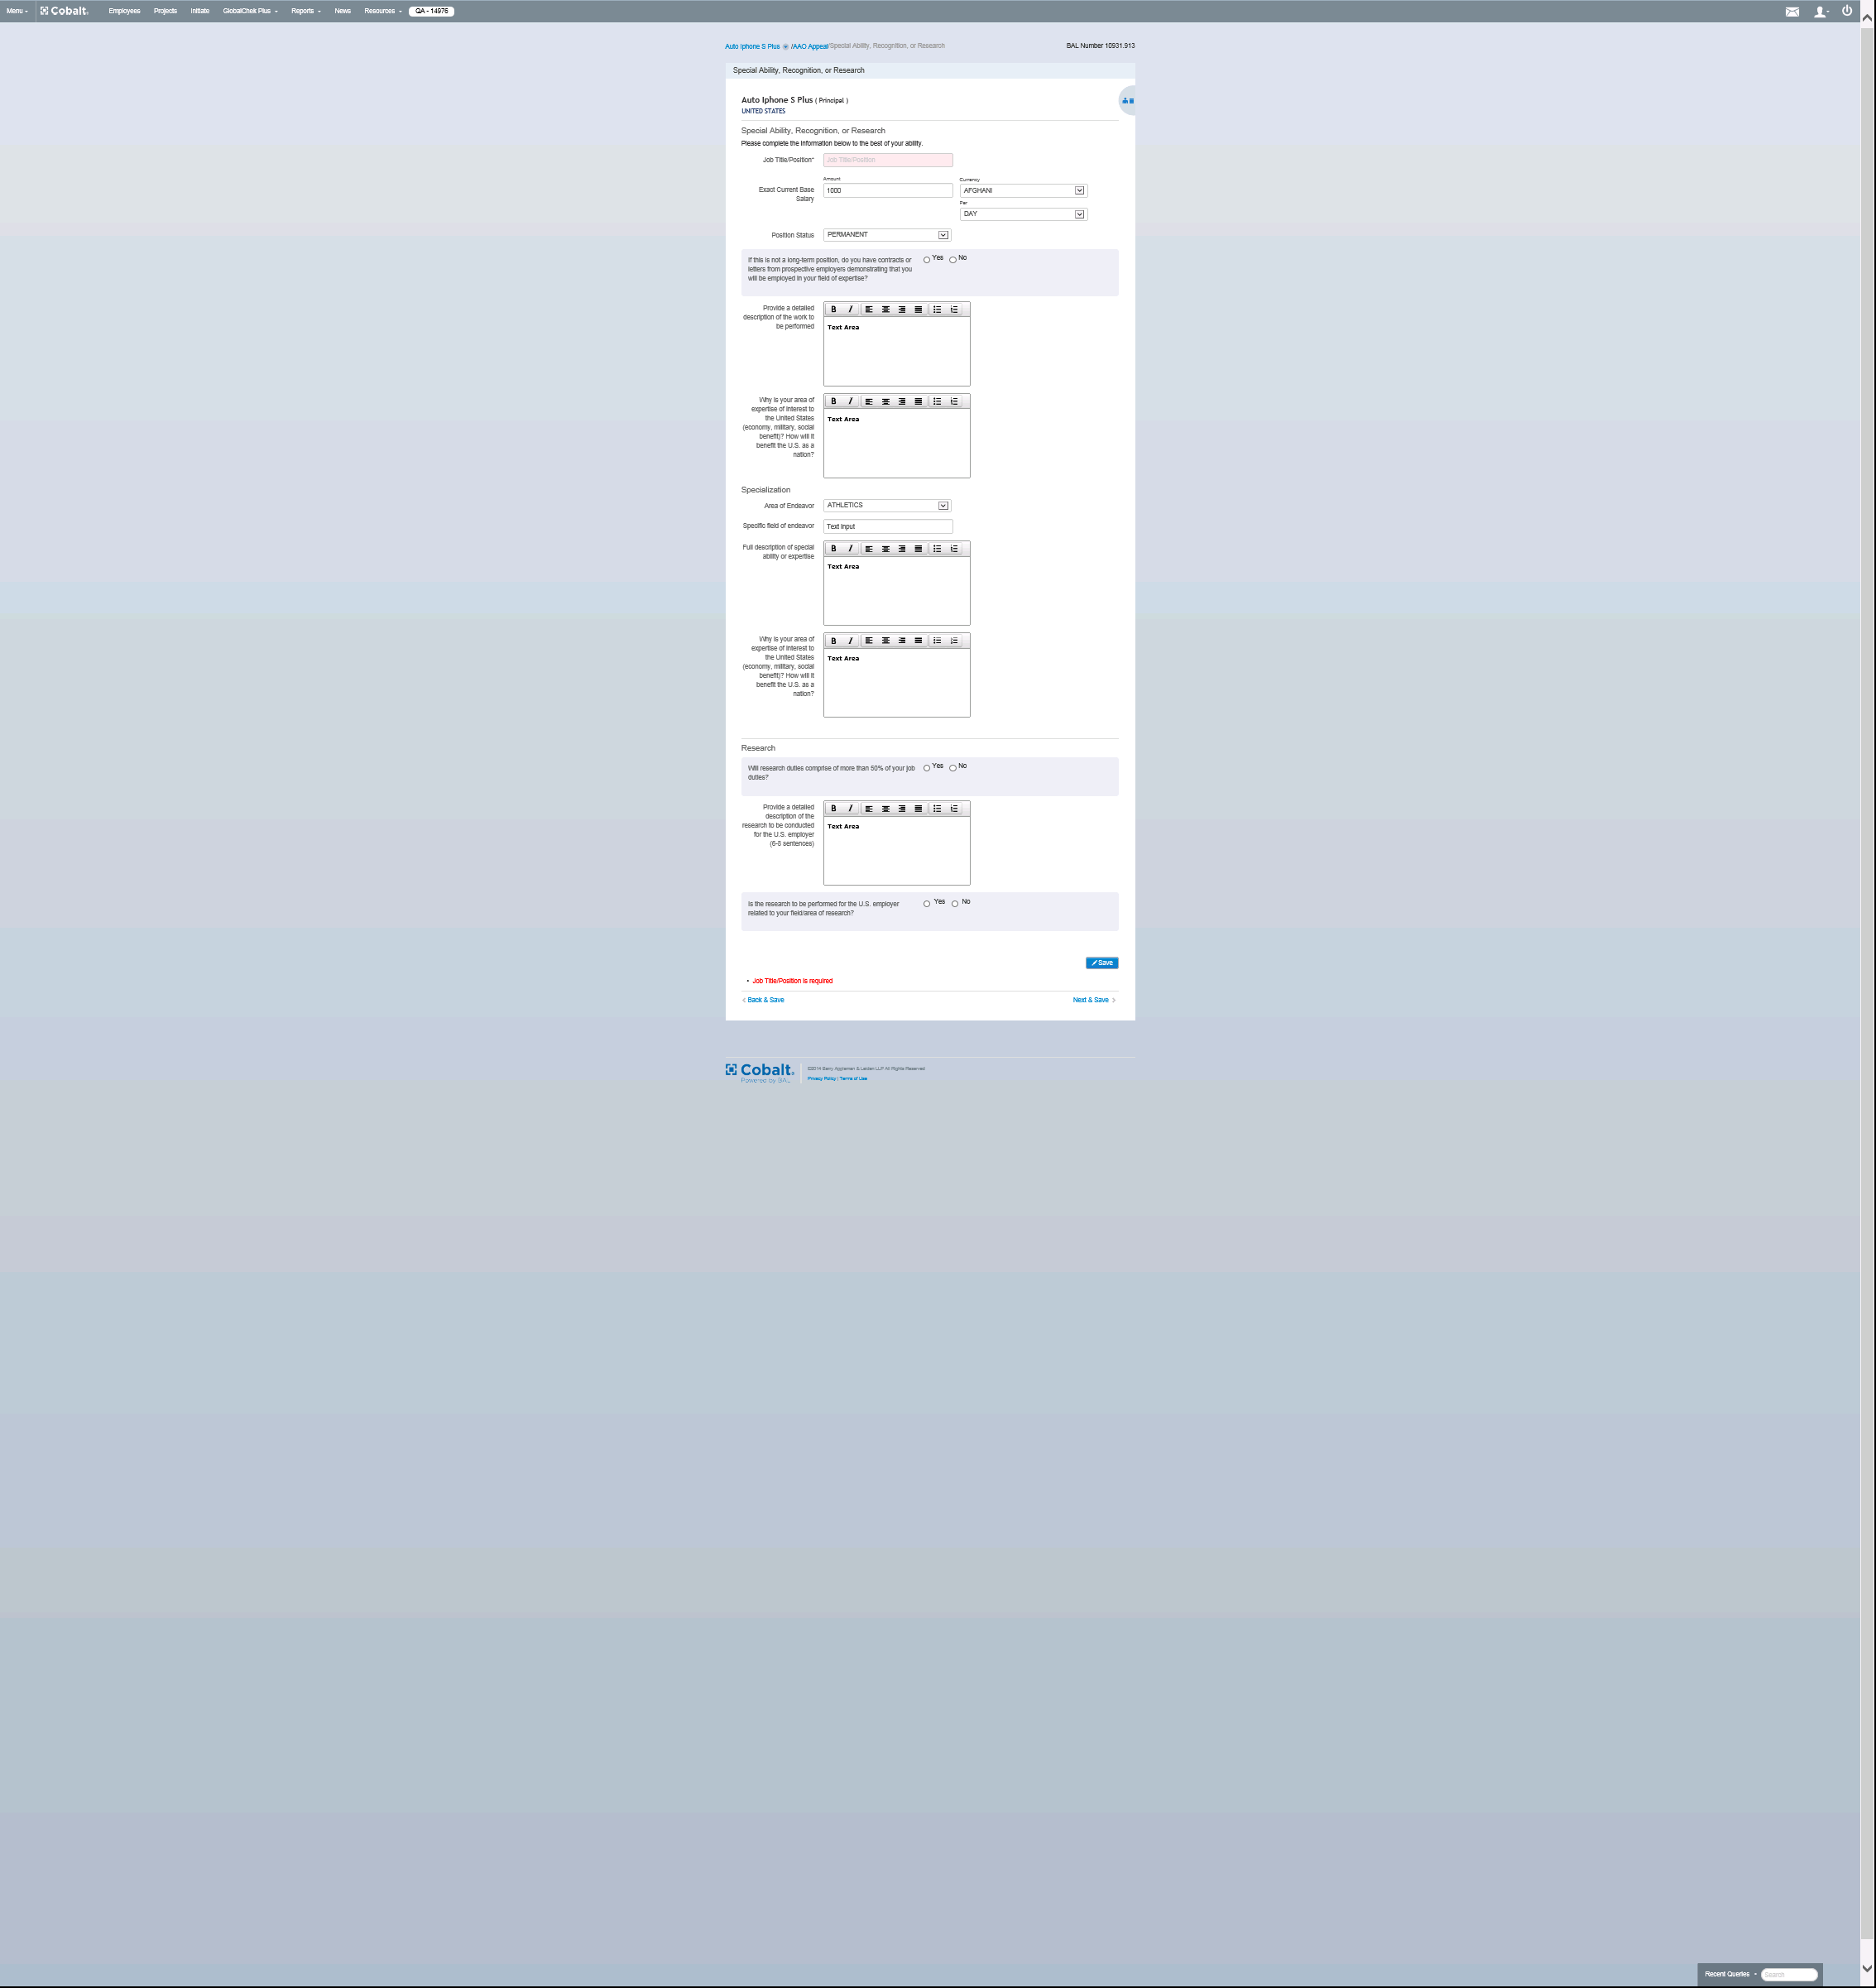 Menu Cobalt Employees Projects Initiate GlobalChek Plus Reports News Resources QA - 14976
Auto Iphone S Plus /AAO Appeal/Special Ability, Recognition, or Research BAL Number 10931.913
Special Ability, Recognition, or Research
Auto Iphone S Plus ( Principal )
UNITED STATES
Special Ability, Recognition, or Research
Please complete the information below to the best of your ability.
Job Title/Position* Job Title/Position
Amount Currency
Exact Current Base 1000 AFGHANI
Salary
Per
DAY
Position Status PERMANENT
If this is not a long-term position, do you have contracts or Yes No
letters from prospective employers demonstrating that you
will be employed in your field of expertise?
Provide a detailed B I
description of the work to
be performed Text Area
Why is your area of B I
expertise of interest to
the United States Text Area
(economy, military, social
benefit)? How will it
benefit the U.S. as a
nation?
Specialization
Area of Endeavor ATHLETICS
Specific field of endeavor Text Input
Full description of special B I
ability or expertise
Text Area
Why is your area of B I
expertise of interest to
the United States Text Area
(economy, military, social
benefit)? How will it
benefit the U.S. as a
nation?
Research
Will research duties comprise of more than 50% of your job Yes No
duties?
Provide a detailed B I
description of the
research to be conducted Text Area
for the U.S. employer
(6-8 sentences)
Is the research to be performed for the U.S. employer Yes No
related to your field/area of research?
Save
Job Title/Position is required
Back & Save Next & Save
Cobalt. ©2014 Berry Appleman & Leiden LLP All Rights Reserved.
Powered by BAL Privacy Policy | Terms of Use
Recent Queries Search